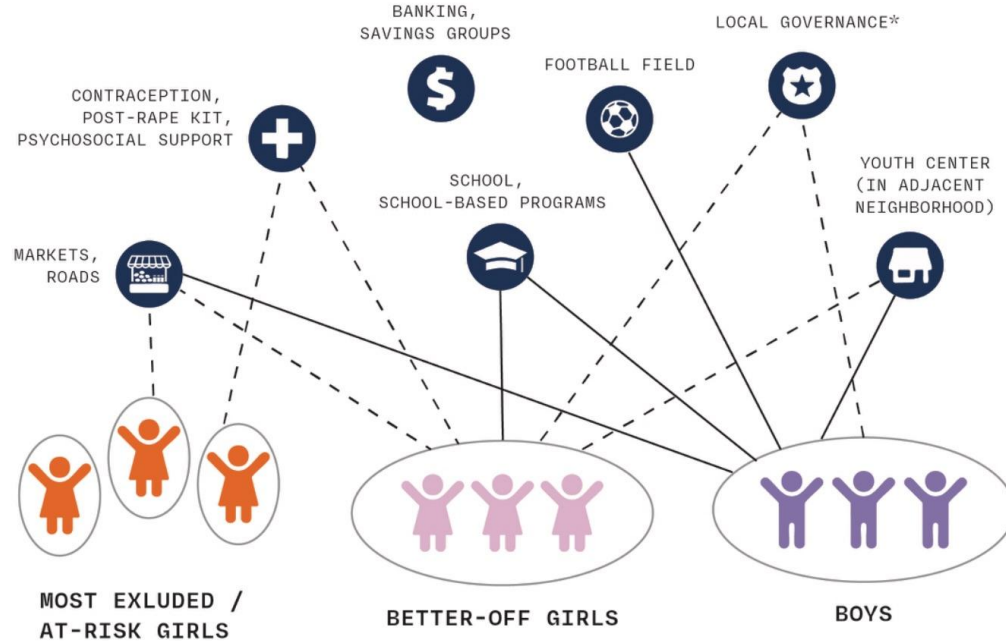 BANKING,
SAVINGS GROUPS
LOCAL GOVERNANCE*
FOOTBALL FIELD
CONTRACEPTION,
POST-RAPE KIT,
PSYCHOSOCIAL SUPPORT
YOUTH CENTER
(IN ADJACENT
NEIGHBORHOOD)
SCHOOL,
SCHOOL-BASED PROGRAMS
MARKETS,
ROADS
$
MOST EXLUDED /
AT-RISK GIRLS
BETTER-OFF GIRLS
BOYS